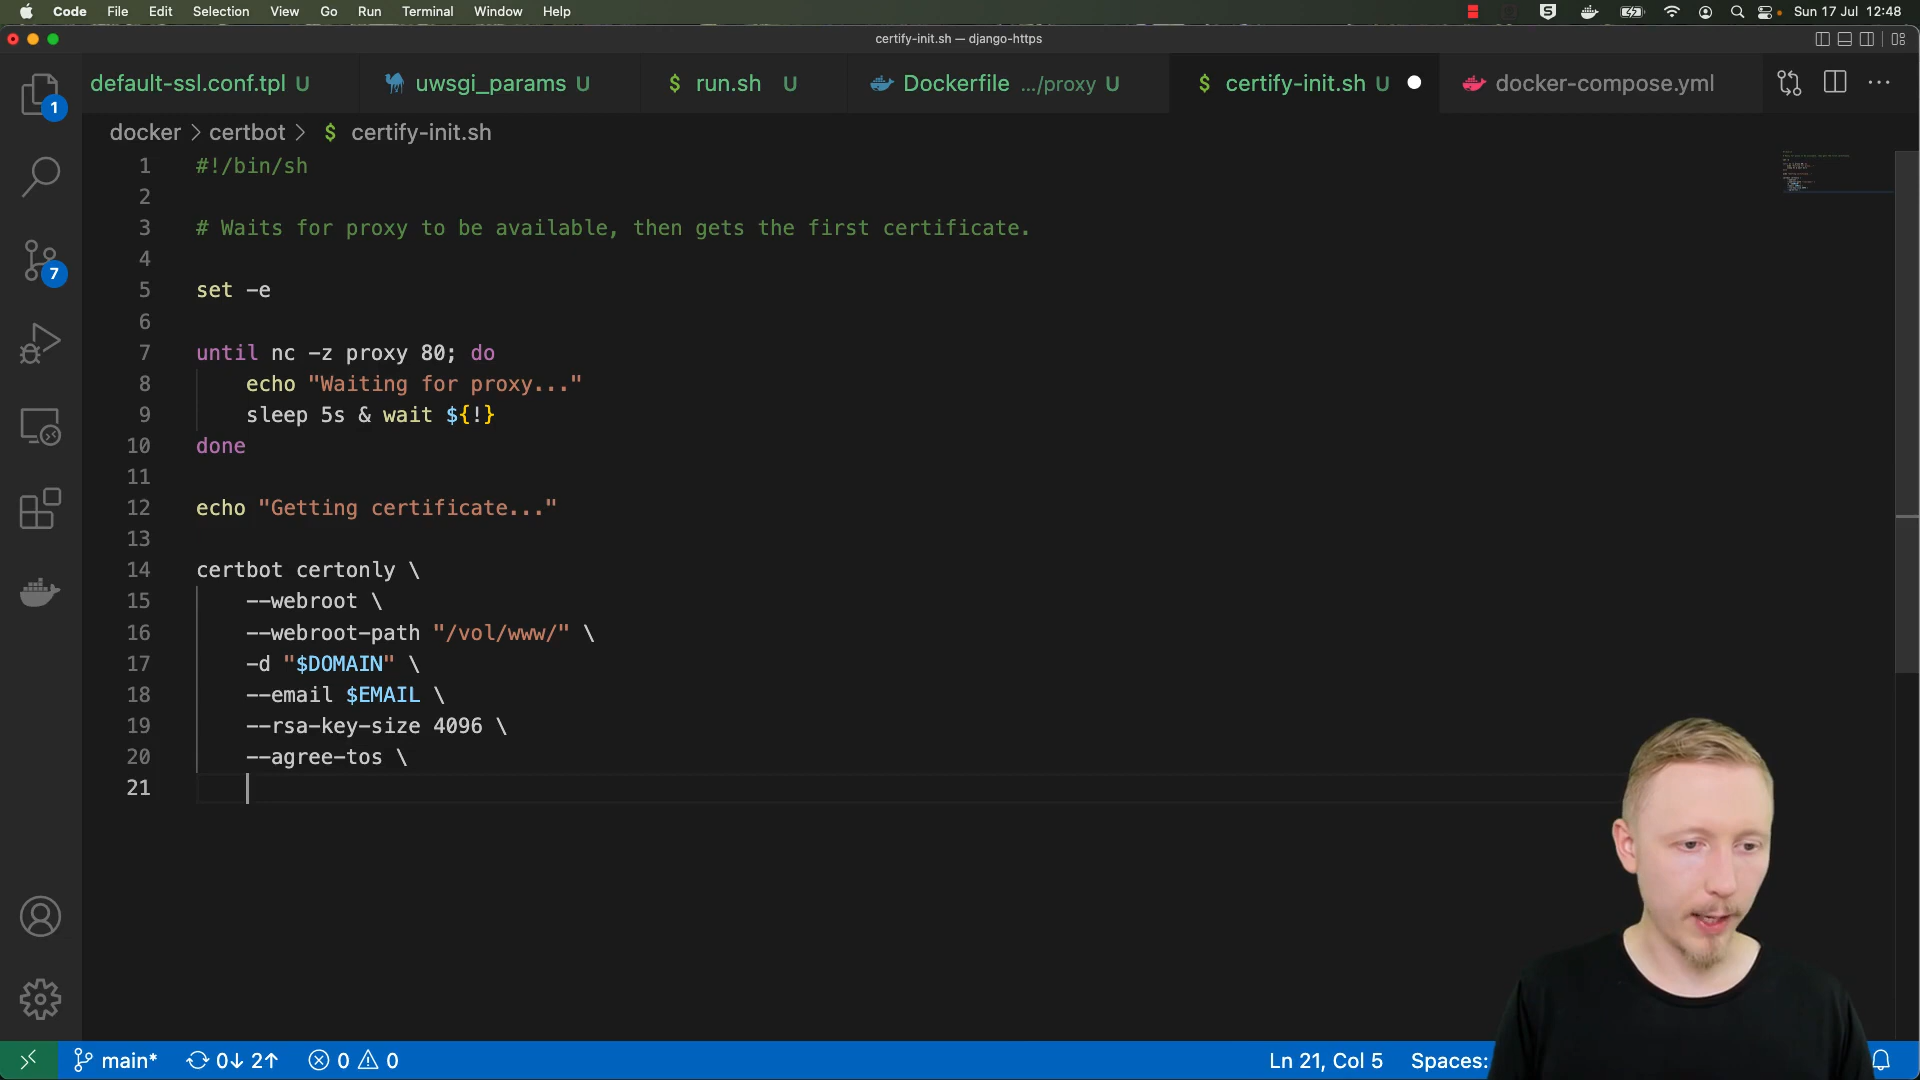 Code File Edit Selection View Go Run Terminal Window Help Sun 17 Jul 12:48
certify-init.sh — django-https
default-ssl.conf.tpl U uwsgi_params U $ run.sh U Dockerfile .../proxy U $ certify-init.sh U docker-compose.yml
docker > certbot > $ certify-init.sh
1 #!/bin/sh
2
3 # Waits for proxy to be available, then gets the first certificate.
4
5 set -e
6
7 until nc -z proxy 80; do
8 echo "Waiting for proxy..."
9 sleep 5s & wait ${!}
10 done
11
12 echo "Getting certificate..."
13
14 certbot certonly \
15 --webroot \
16 --webroot-path "/vol/www/" \
17 -d "$DOMAIN" \
18 --email $EMAIL \
19 --rsa-key-size 4096 \
20 --agree-tos \
21
1
7
main* 0↓ 2↑ 0 0 Ln 21, Col 5 Spaces: